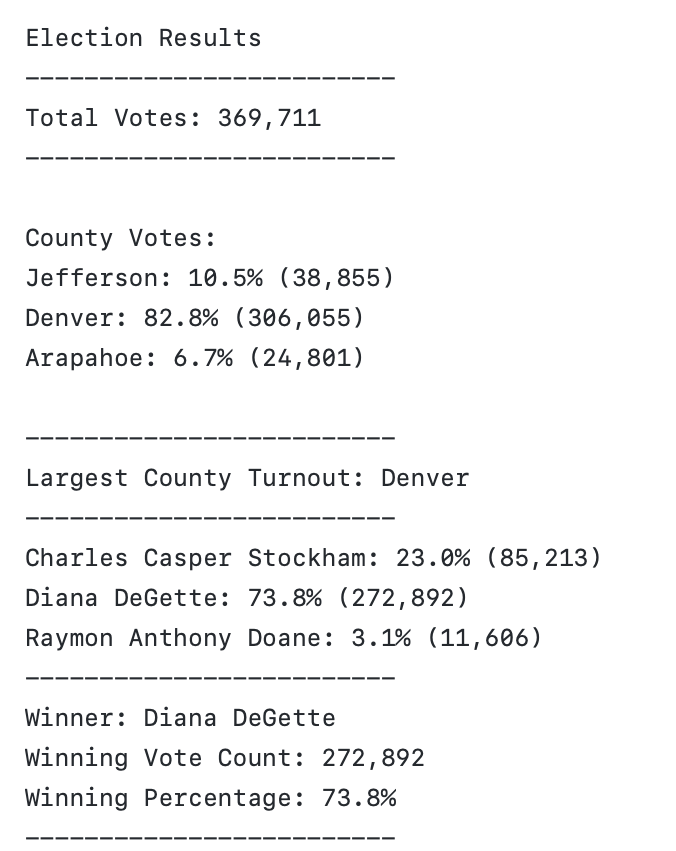 Election Results
-------------------------
Total Votes: 369,711
-------------------------
County Votes:
Jefferson: 10.5% (38,855)
Denver: 82.8% (306,055)
Arapahoe: 6.7% (24,801)
-------------------------
Largest County Turnout: Denver
-------------------------
Charles Casper Stockham: 23.0% (85,213)
Diana DeGette: 73.8% (272,892)
Raymon Anthony Doane: 3.1% (11,606)
-------------------------
Winner: Diana DeGette
Winning Vote Count: 272,892
Winning Percentage: 73.8%
-------------------------